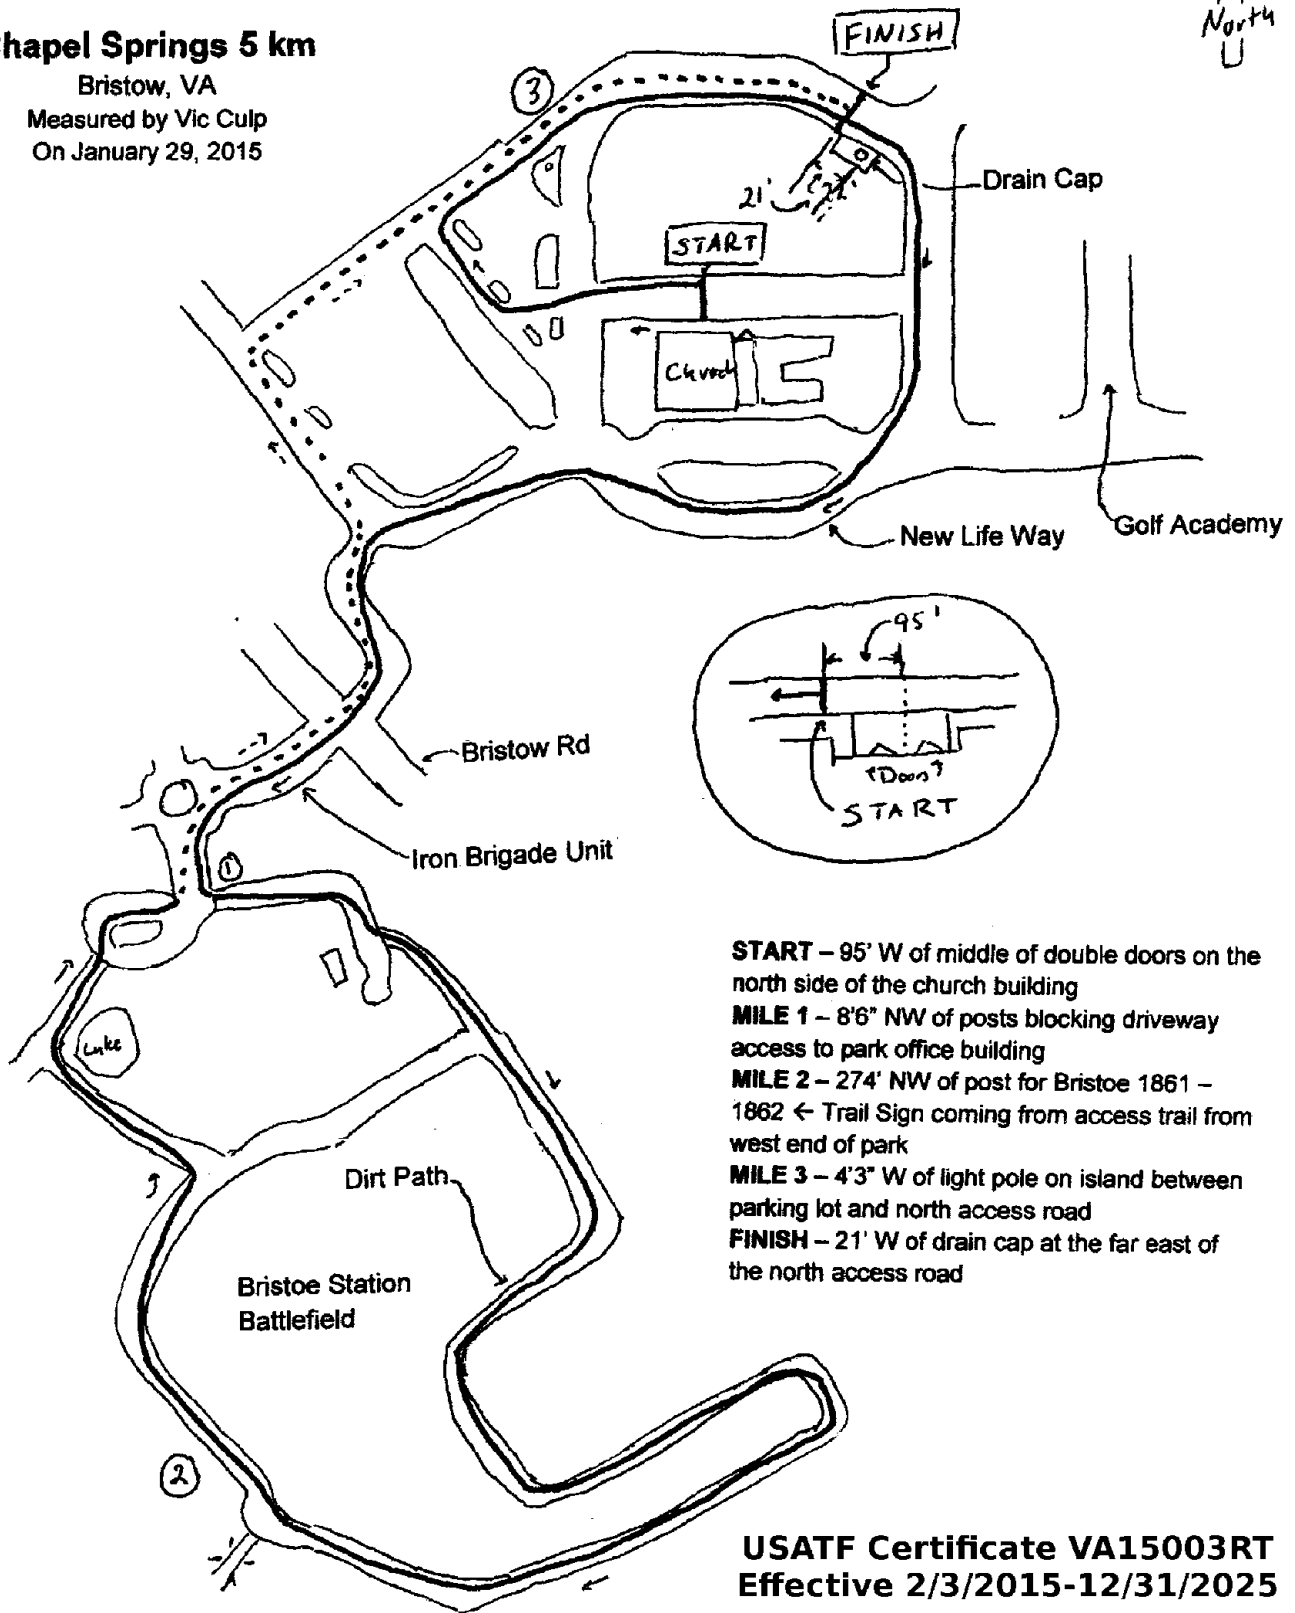 hapel Springs 5 km
Bristow, VA
Measured by Vic Culp
On January 29, 2015
North
FINISH
3
Drain Cap
21'
22'
START
Church
New Life Way
Golf Academy
95'
"Doors"
START
Bristow Rd
Iron Brigade Unit
1
Lake
Dirt Path
Bristoe Station
Battlefield
2
START – 95' W of middle of double doors on the
north side of the church building
MILE 1 – 8'6" NW of posts blocking driveway
access to park office building
MILE 2 – 274' NW of post for Bristoe 1861 –
1862 ← Trail Sign coming from access trail from
west end of park
MILE 3 – 4'3" W of light pole on island between
parking lot and north access road
FINISH – 21' W of drain cap at the far east of
the north access road
USATF Certificate VA15003RT
Effective 2/3/2015-12/31/2025